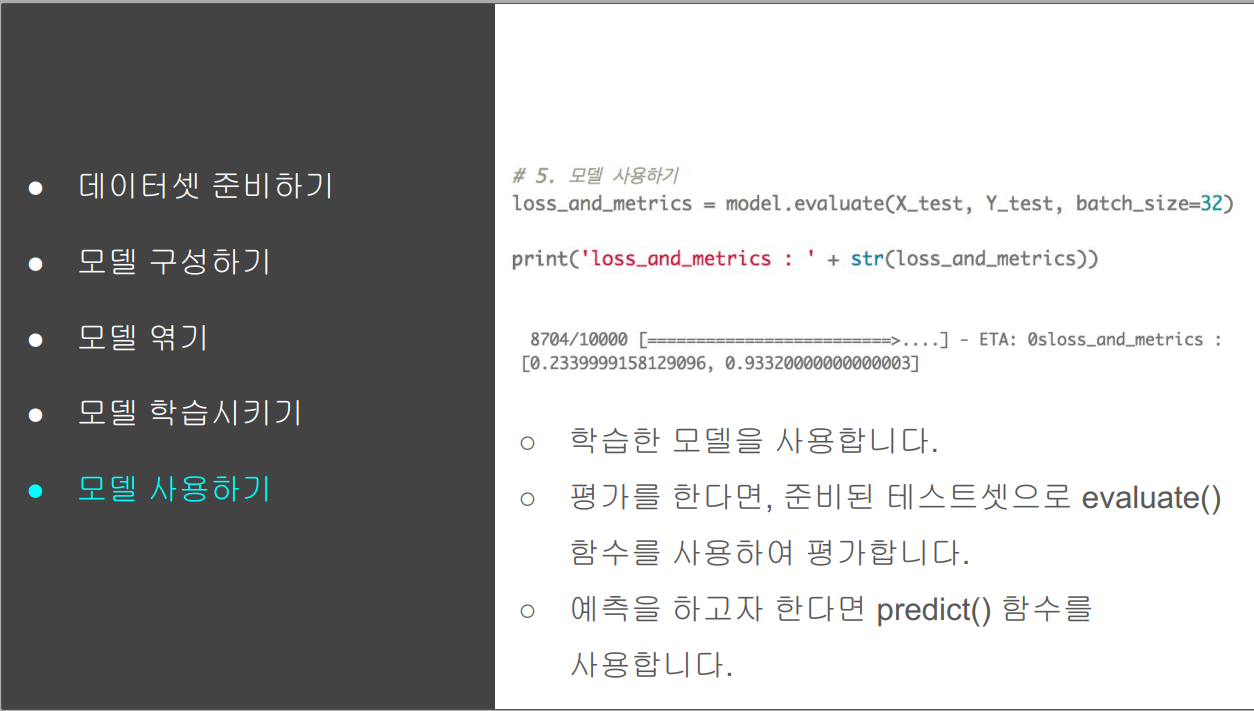 ● 데이터셋 준비하기
● 모델 구성하기
● 모델 엮기
● 모델 학습시키기
● 모델 사용하기
# 5. 모델 사용하기
loss_and_metrics = model.evaluate(X_test, Y_test, batch_size=32)
print('loss_and_metrics : ' + str(loss_and_metrics))
8704/10000 [=========================>....] - ETA: 0sloss_and_metrics :
[0.2339999158129096, 0.93320000000000003]
○ 학습한 모델을 사용합니다.
○ 평가를 한다면, 준비된 테스트셋으로 evaluate()
함수를 사용하여 평가합니다.
○ 예측을 하고자 한다면 predict() 함수를
사용합니다.